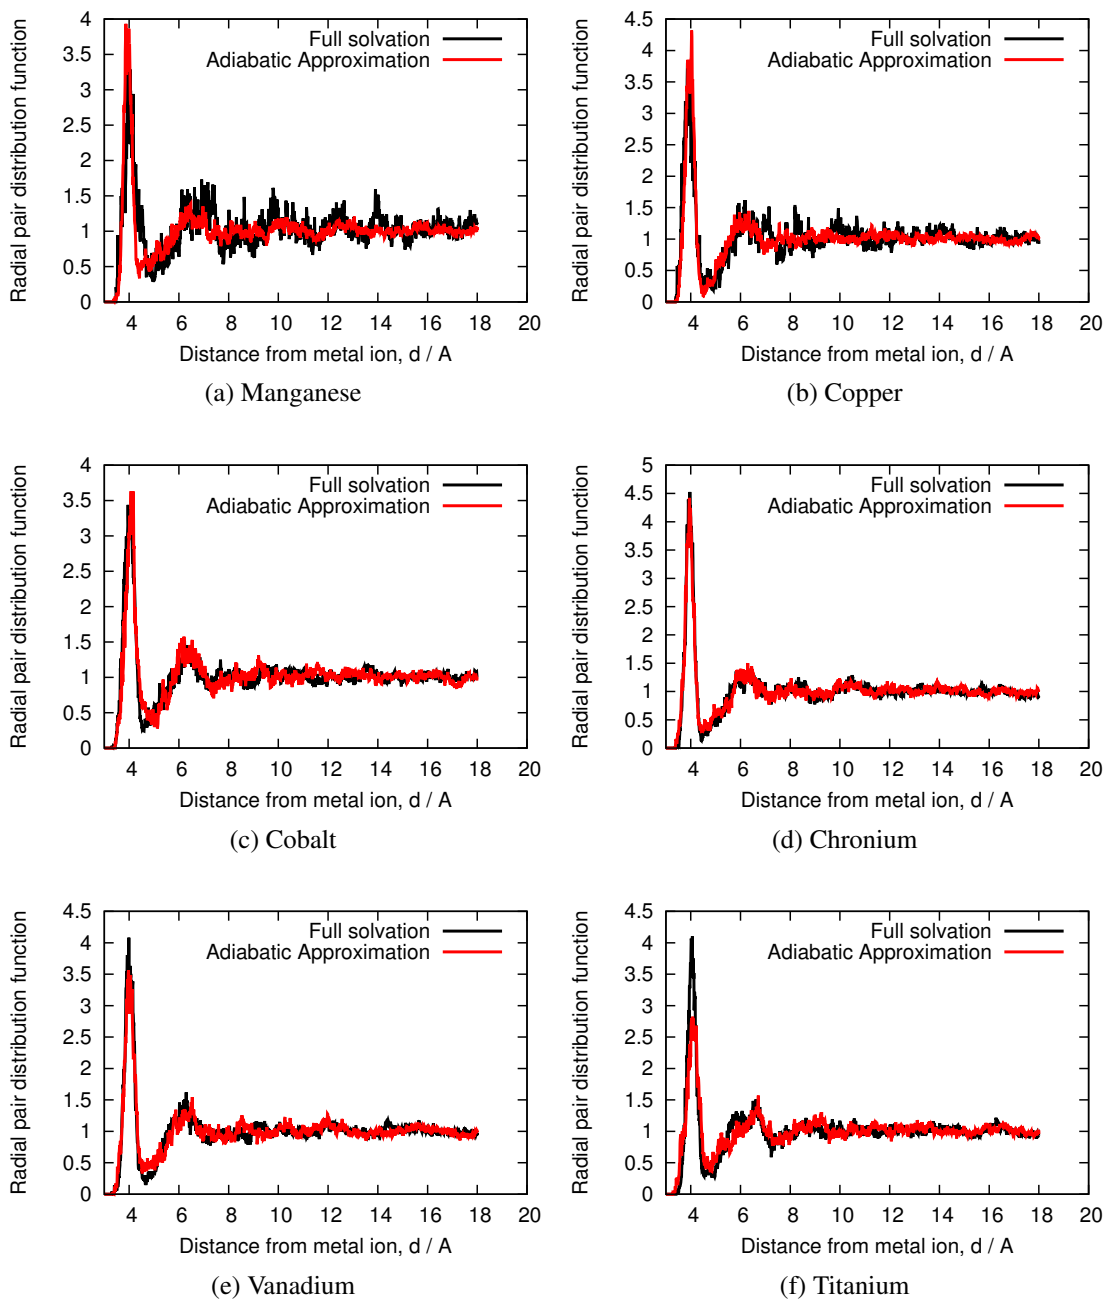 Radial pair distribution function
4
3.5
3
2.5
2
1.5
1
0.5
0
Full solvation
Adiabatic Approximation
4 6 8 10 12 14 16 18 20
Distance from metal ion, d / A
(a) Manganese
Radial pair distribution function
4.5
4
3.5
3
2.5
2
1.5
1
0.5
0
Full solvation
Adiabatic Approximation
4 6 8 10 12 14 16 18 20
Distance from metal ion, d / A
(b) Copper
Radial pair distribution function
4
3.5
3
2.5
2
1.5
1
0.5
0
Full solvation
Adiabatic Approximation
4 6 8 10 12 14 16 18 20
Distance from metal ion, d / A
(c) Cobalt
Radial pair distribution function
5
4.5
4
3.5
3
2.5
2
1.5
1
0.5
0
Full solvation
Adiabatic Approximation
4 6 8 10 12 14 16 18 20
Distance from metal ion, d / A
(d) Chronium
Radial pair distribution function
4.5
4
3.5
3
2.5
2
1.5
1
0.5
0
Full solvation
Adiabatic Approximation
4 6 8 10 12 14 16 18 20
Distance from metal ion, d / A
(e) Vanadium
Radial pair distribution function
4.5
4
3.5
3
2.5
2
1.5
1
0.5
0
Full solvation
Adiabatic Approximation
4 6 8 10 12 14 16 18 20
Distance from metal ion, d / A
(f) Titanium